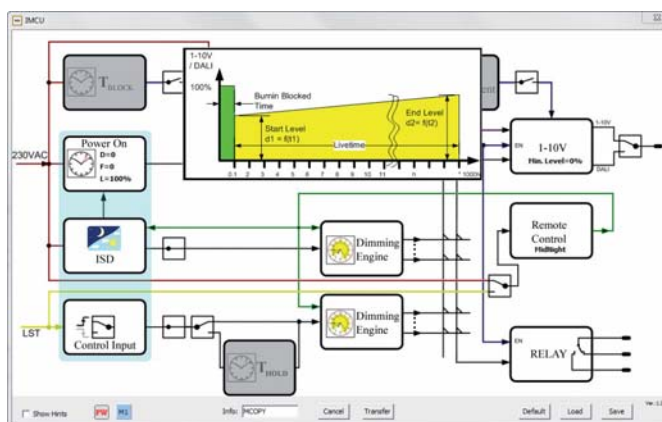 IMCU
1-10V
/ DALI
100%
Burnin Blocked
Time
Start Level
d1 = f(t1)
End Level
d2= f(t2)
Livetime
0.1 1 2 3 4 5 6 7 8 9 10 11 n * 1000h
TBLOCK
230VAC
Power On
D=0
F=0
L=100%
1-10V
EN
Min. Level=0%
1-10V
DALI
ISD
Dimming
Engine
Remote
Control
MidNight
LST
Control Input
Dimming
Engine
THOLD
EN
RELAY
Show Hints
PW
M1
Info:
MCOPY
Cancel
Transfer
Default
Load
Save